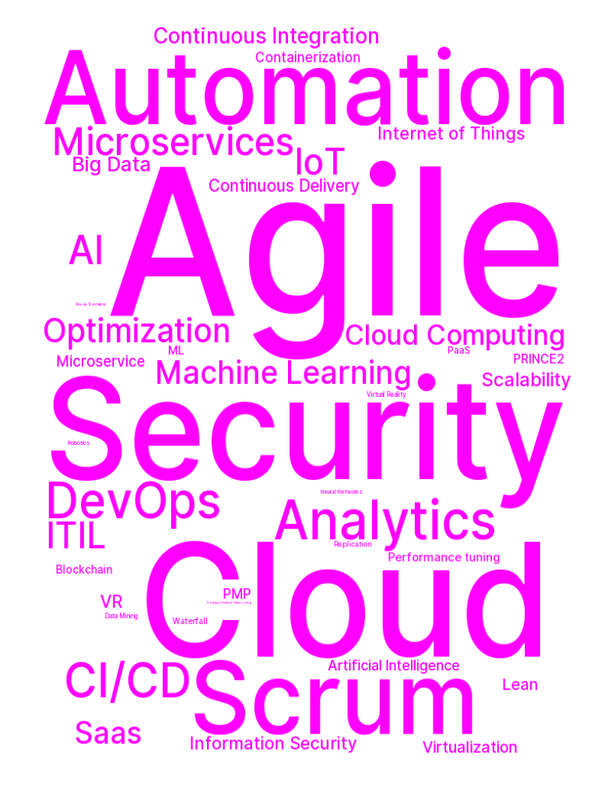 Continuous Integration
Containerization
Automation
Microservices
Internet of Things
Big Data
IoT
Continuous Delivery
Agile
AI
Optimization
Cloud Computing
ML
PaaS
Microservice
PRINCE2
Machine Learning
Scalability
Virtual Reality
Security
Robotics
DevOps
Neural Networks
Analytics
ITIL
Replication
Performance tuning
Cloud
Blockchain
PMP
VR
Data Mining
Waterfall
CI/CD
Artificial Intelligence
Scrum
Lean
Saas
Information Security
Virtualization